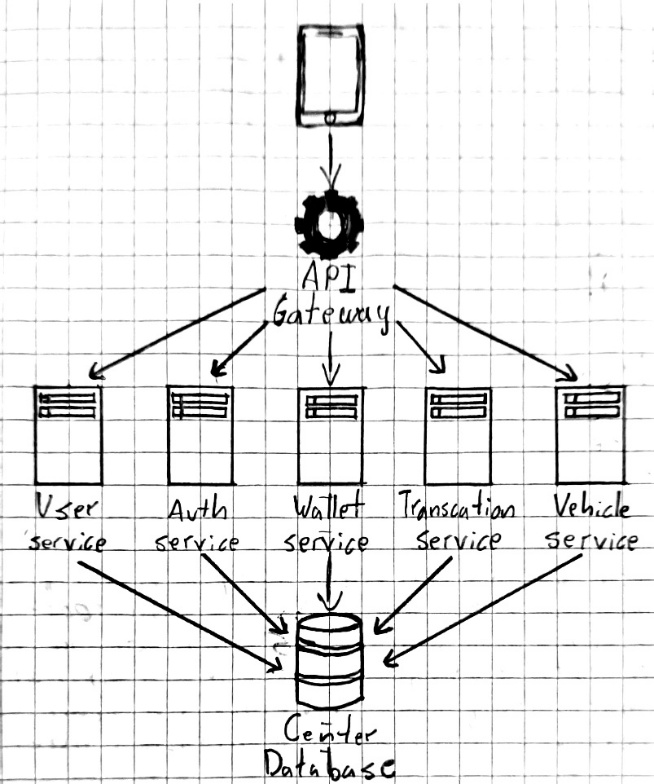 API
Gateway
User
service
Auth
service
Wallet
service
Transcation
service
Vehicle
service
Center
Database